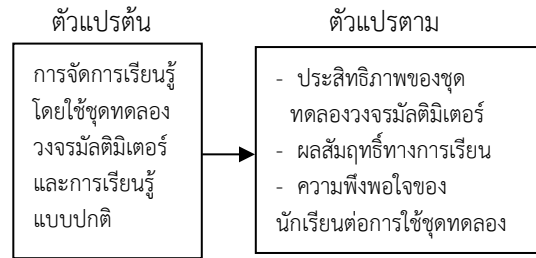 ตัวแปรต้น
การจัดการเรียนรู้
โดยใช้ชุดทดลอง
วงจรมัลติมิเตอร์
และการเรียนรู้
แบบปกติ
ตัวแปรตาม
- ประสิทธิภาพของชุด
ทดลองวงจรมัลติมิเตอร์
- ผลสัมฤทธิ์ทางการเรียน
- ความพึงพอใจของ
นักเรียนต่อการใช้ชุดทดลอง